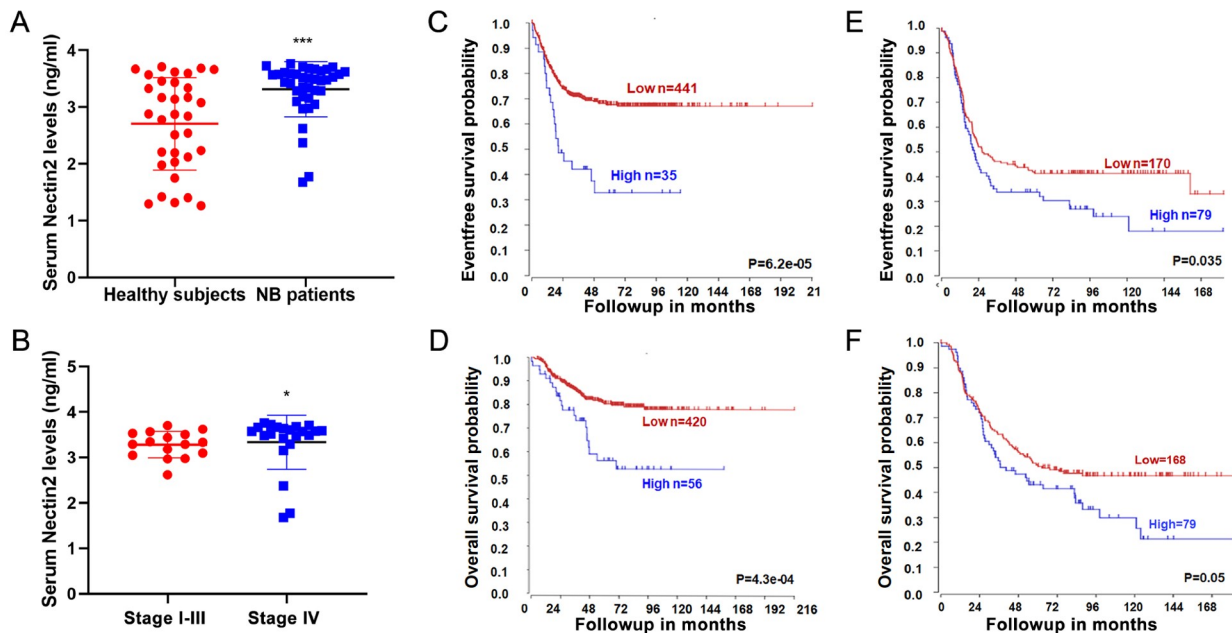 A
Serum Nectin2 levels (ng/ml)
4
3
2
1
0
***
Healthy subjects NB patients
B
Serum Nectin2 levels (ng/ml)
5
4
3
2
1
0
*
Stage I-III Stage IV
C
Eventfree survival probability
1.0
0.9
0.8
0.7
0.6
0.5
0.4
0.3
0.2
0.1
0.0
Low n=441
High n=35
P=6.2e-05
0 24 48 72 96 120 144 168 192 21
Followup in months
D
Overall survival probability
1.0
0.9
0.8
0.7
0.6
0.5
0.4
0.3
0.2
0.1
0.0
Low n=420
High n=56
P=4.3e-04
0 24 48 72 96 120 144 168 192 216
Followup in months
E
Eventfree survival probability
1.0
0.9
0.8
0.7
0.6
0.5
0.4
0.3
0.2
0.1
0.0
Low n=170
High n=79
P=0.035
0 24 48 72 96 120 144 168
Followup in months
F
Overall survival probability
1.0
0.9
0.8
0.7
0.6
0.5
0.4
0.3
0.2
0.1
0.0
Low=168
High=79
P=0.05
0 24 48 72 96 120 144 168
Followup in months